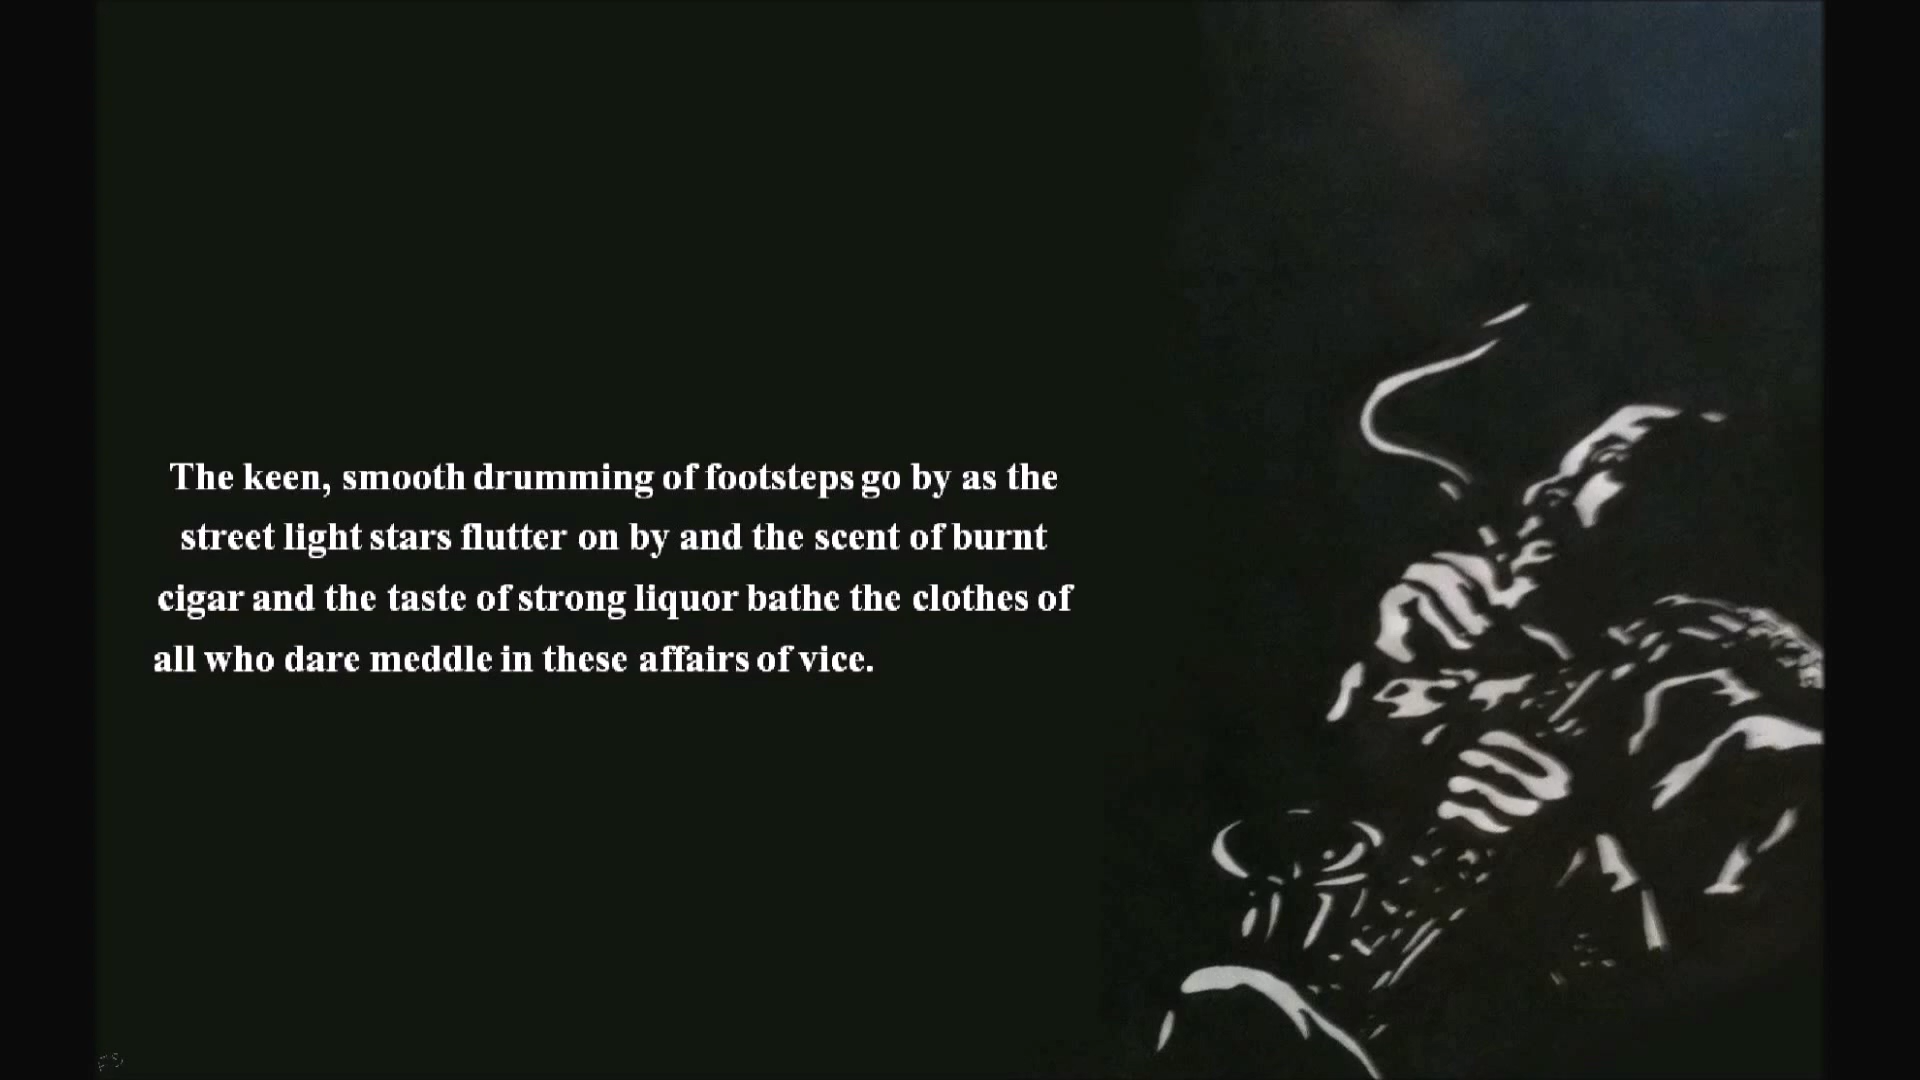 The keen, smooth drumming of footsteps go by as the
street light stars flutter on by and the scent of burnt
cigar and the taste of strong liquor bathe the clothes of
all who dare meddle in these affairs of vice.